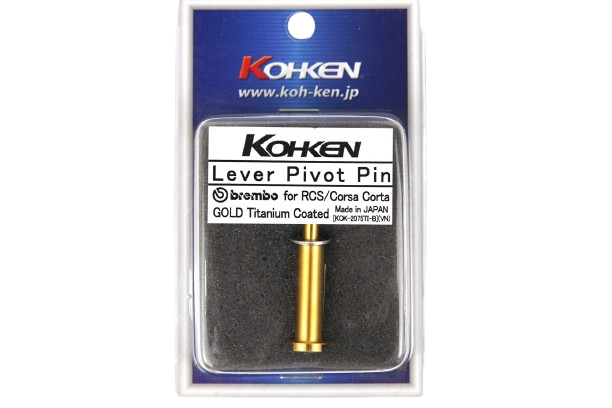 KOHKEN
www.koh-ken.jp
KOHKEN
Lever Pivot Pin
brembo for RCS/Corsa Corta
GOLD Titanium Coated Made in JAPAN
[KOK-2075TI-B](VN)